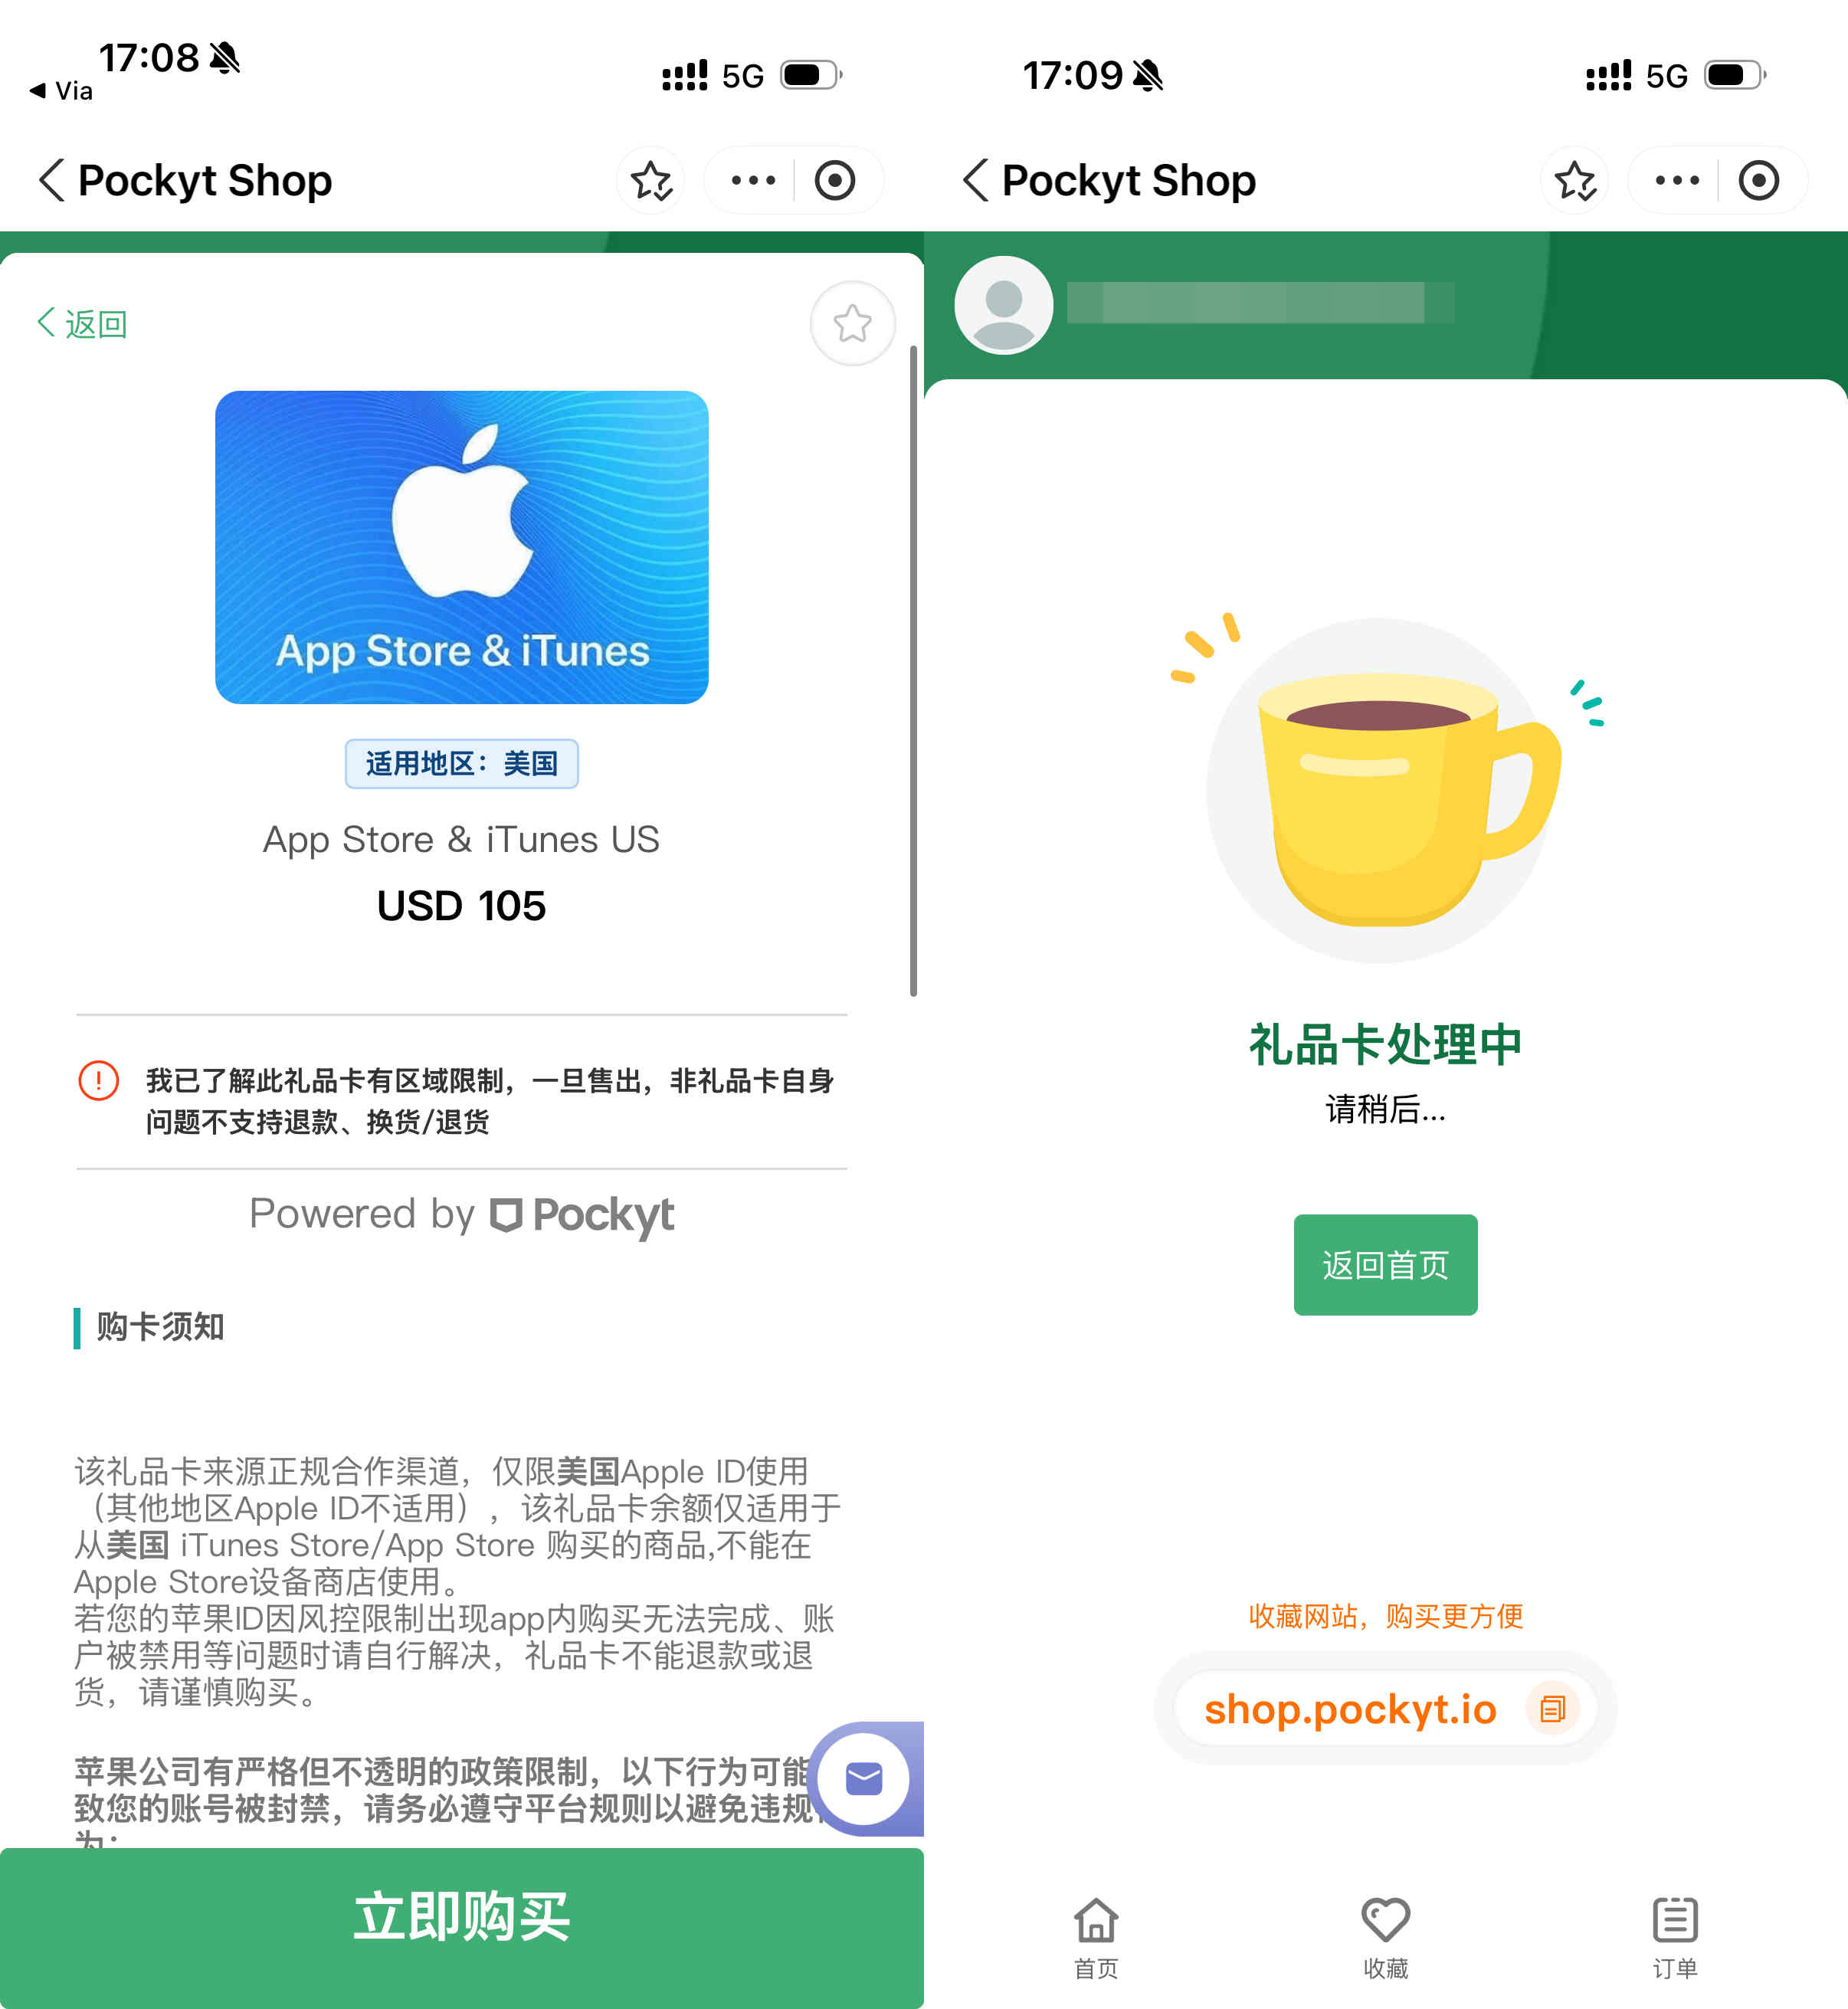 17:08
◀ Via
5G
Pockyt Shop
返回
App Store & iTunes
适用地区：美国
App Store & iTunes US
USD 105
我已了解此礼品卡有区域限制，一旦售出，非礼品卡自身
问题不支持退款、换货/退货
Powered by Pockyt
购卡须知
该礼品卡来源正规合作渠道，仅限美国Apple ID使用
（其他地区Apple ID不适用），该礼品卡余额仅适用于
从美国 iTunes Store/App Store 购买的商品,不能在
Apple Store设备商店使用。
若您的苹果ID因风控限制出现app内购买无法完成、账
户被禁用等问题时请自行解决，礼品卡不能退款或退
货，请谨慎购买。
苹果公司有严格但不透明的政策限制，以下行为可能
致您的账号被封禁，请务必遵守平台规则以避免违规
为：
立即购买
17:09
5G
Pockyt Shop
礼品卡处理中
请稍后...
返回首页
收藏网站，购买更方便
shop.pockyt.io
首页
收藏
订单